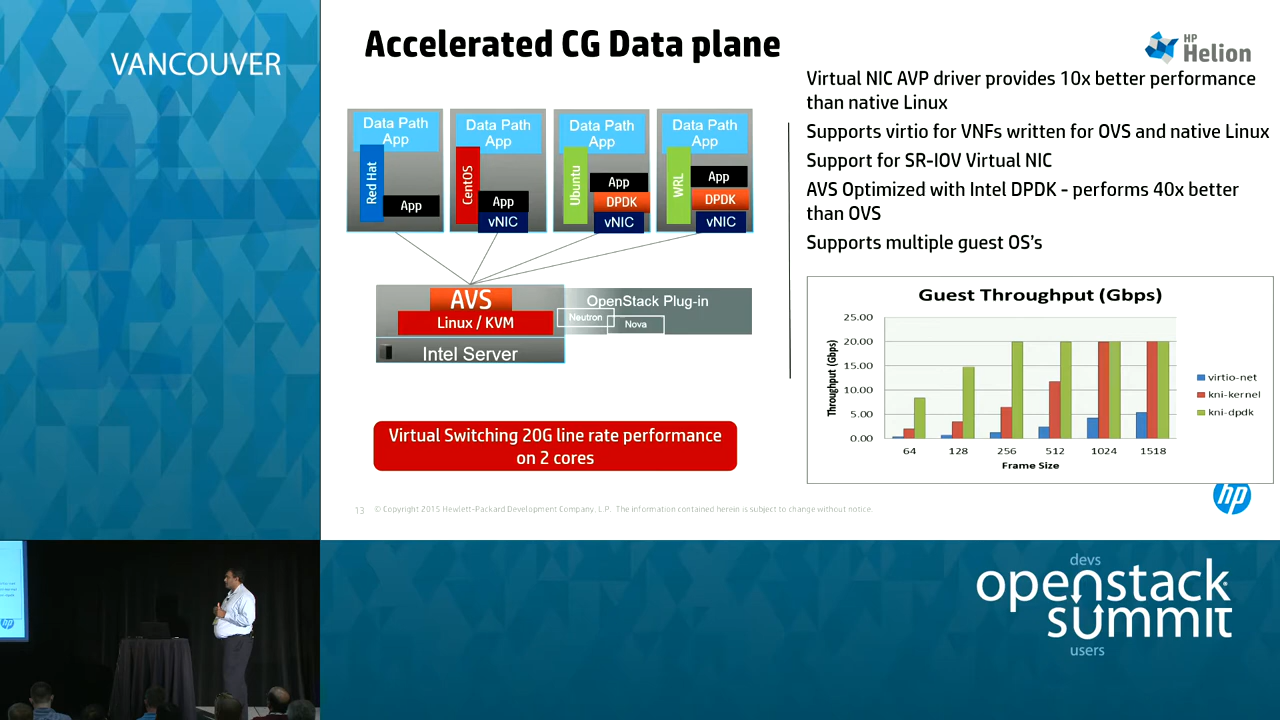 VANCOUVER
Accelerated CG Data plane
HP
Helion
Virtual NIC AVP driver provides 10x better performance
than native Linux
Supports virtio for VNFs written for OVS and native Linux
Support for SR-IOV Virtual NIC
AVS Optimized with Intel DPDK - performs 40x better
than OVS
Supports multiple guest OS's
Data Path
App
Red Hat
App
Data Path
App
CentOS
App
vNIC
Data Path
App
Ubuntu
App
DPDK
vNIC
Data Path
App
WRL
App
DPDK
vNIC
AVS
Linux / KVM
Intel Server
OpenStack Plug-in
Neutron
Nova
Virtual Switching 20G line rate performance
on 2 cores
Guest Throughput (Gbps)
Throughput (Gbps)
25.00
20.00
15.00
10.00
5.00
0.00
64 128 256 512 1024 1518
Frame Size
virtio-net
kni-kernel
kni-dpdk
13 © Copyright 2015 Hewlett-Packard Development Company, L.P. The information contained herein is subject to change without notice.
hp
hp
devs
openstack
summit
users